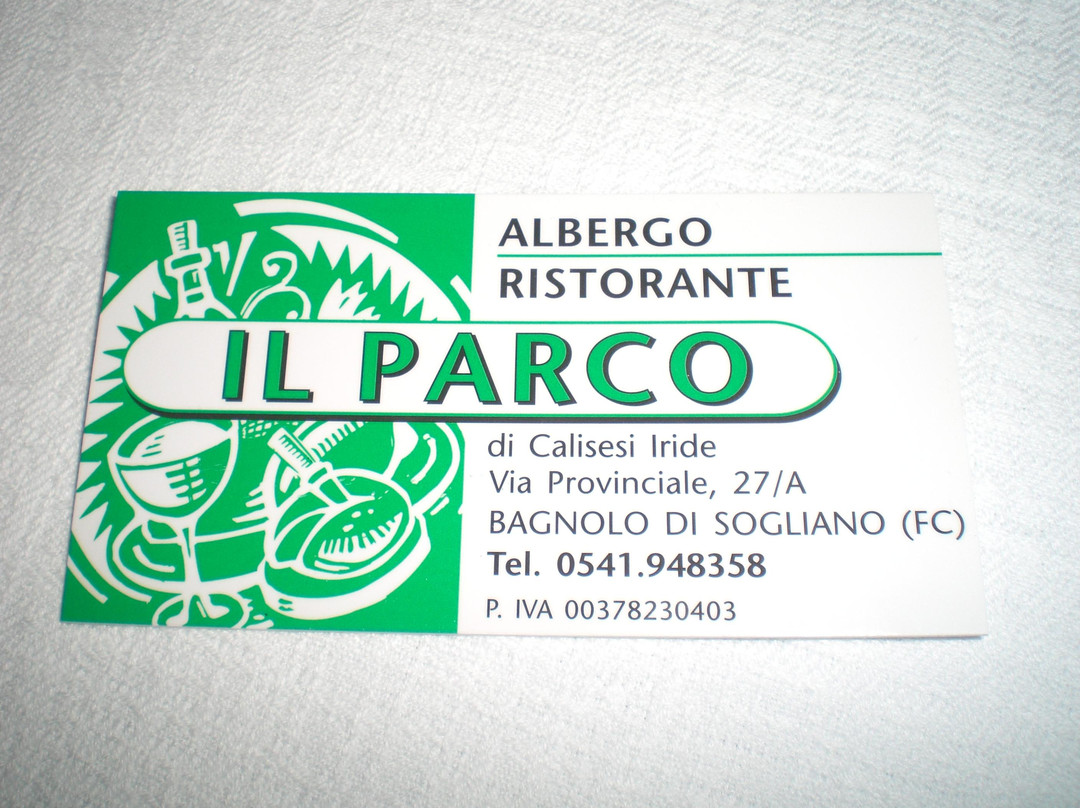 ALBERGO
RISTORANTE
IL PARCO
di Calisesi Iride
Via Provinciale, 27/A
BAGNOLO DI SOGLIANO (FC)
Tel. 0541.948358
P. IVA 00378230403